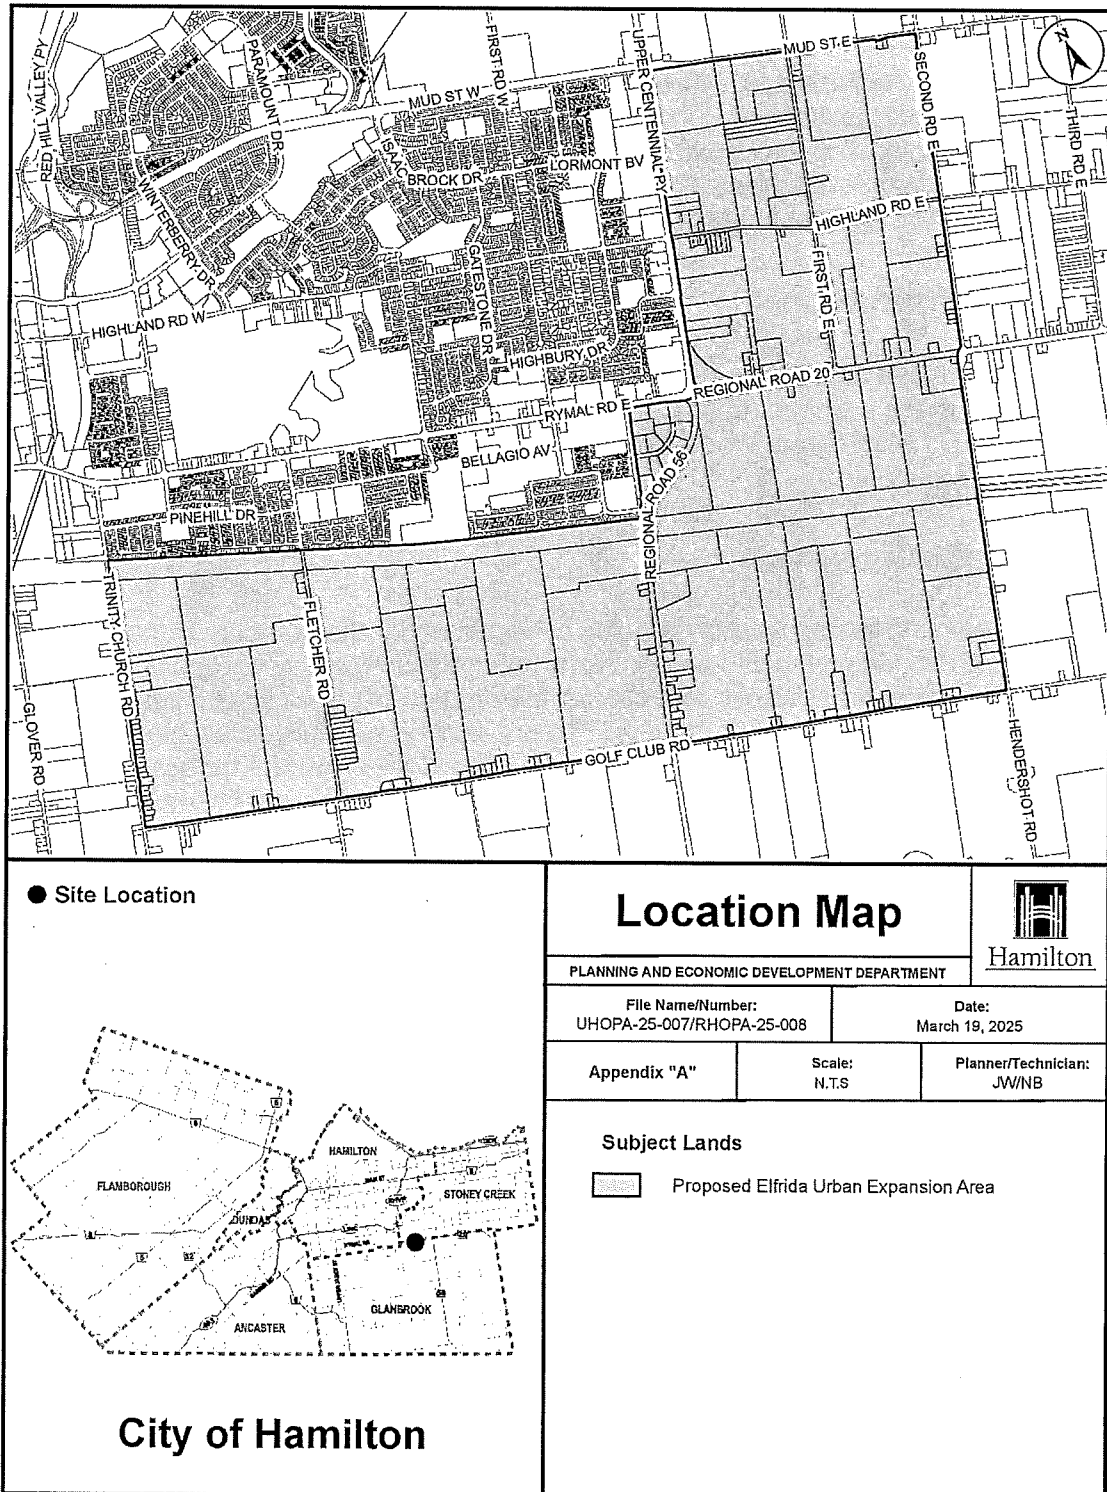 RED HILL VALLEY PY
PARAMOUNT DR
FIRST RD W
UPPER CENTENNIAL PY
MUD ST E
SECOND RD E
THIRD RD E
N
MUD ST W
ISAAC
BROCK DR
LORMONT BV
WINTERBERRY DR
HIGHLAND RD E
GATESTONE DR
FIRST RD E
HIGHLAND RD W
HIGHBURY DR
REGIONAL ROAD 20
RYMAL RD E
BELLAGIO AV
REGIONAL ROAD 56
PINEHILL DR
TRINITY CHURCH RD
FLETCHER RD
GLOVER RD
GOLF CLUB RD
HENDERSHOT RD
Site Location
FLAMBOROUGH
HAMILTON
DUNDAS
STONEY CREEK
ANCASTER
GLANBROOK
6
5
8
City of Hamilton
Location Map
Hamilton
PLANNING AND ECONOMIC DEVELOPMENT DEPARTMENT
File Name/Number:
UHOPA-25-007/RHOPA-25-008
Date:
March 19, 2025
Appendix "A"
Scale:
N.T.S
Planner/Technician:
JW/NB
Subject Lands
Proposed Elfrida Urban Expansion Area